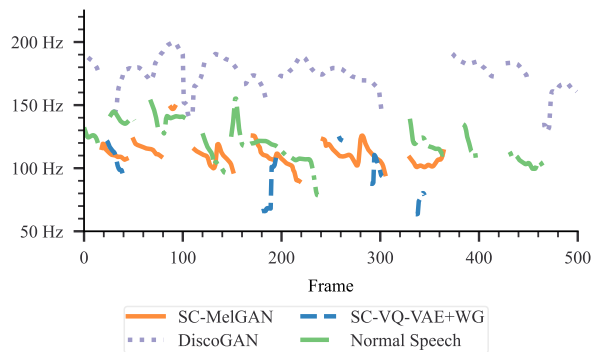 200 Hz
150 Hz
100 Hz
50 Hz
0 100 200 300 400 500
Frame
SC-MelGAN SC-VQ-VAE+WG
DiscoGAN Normal Speech